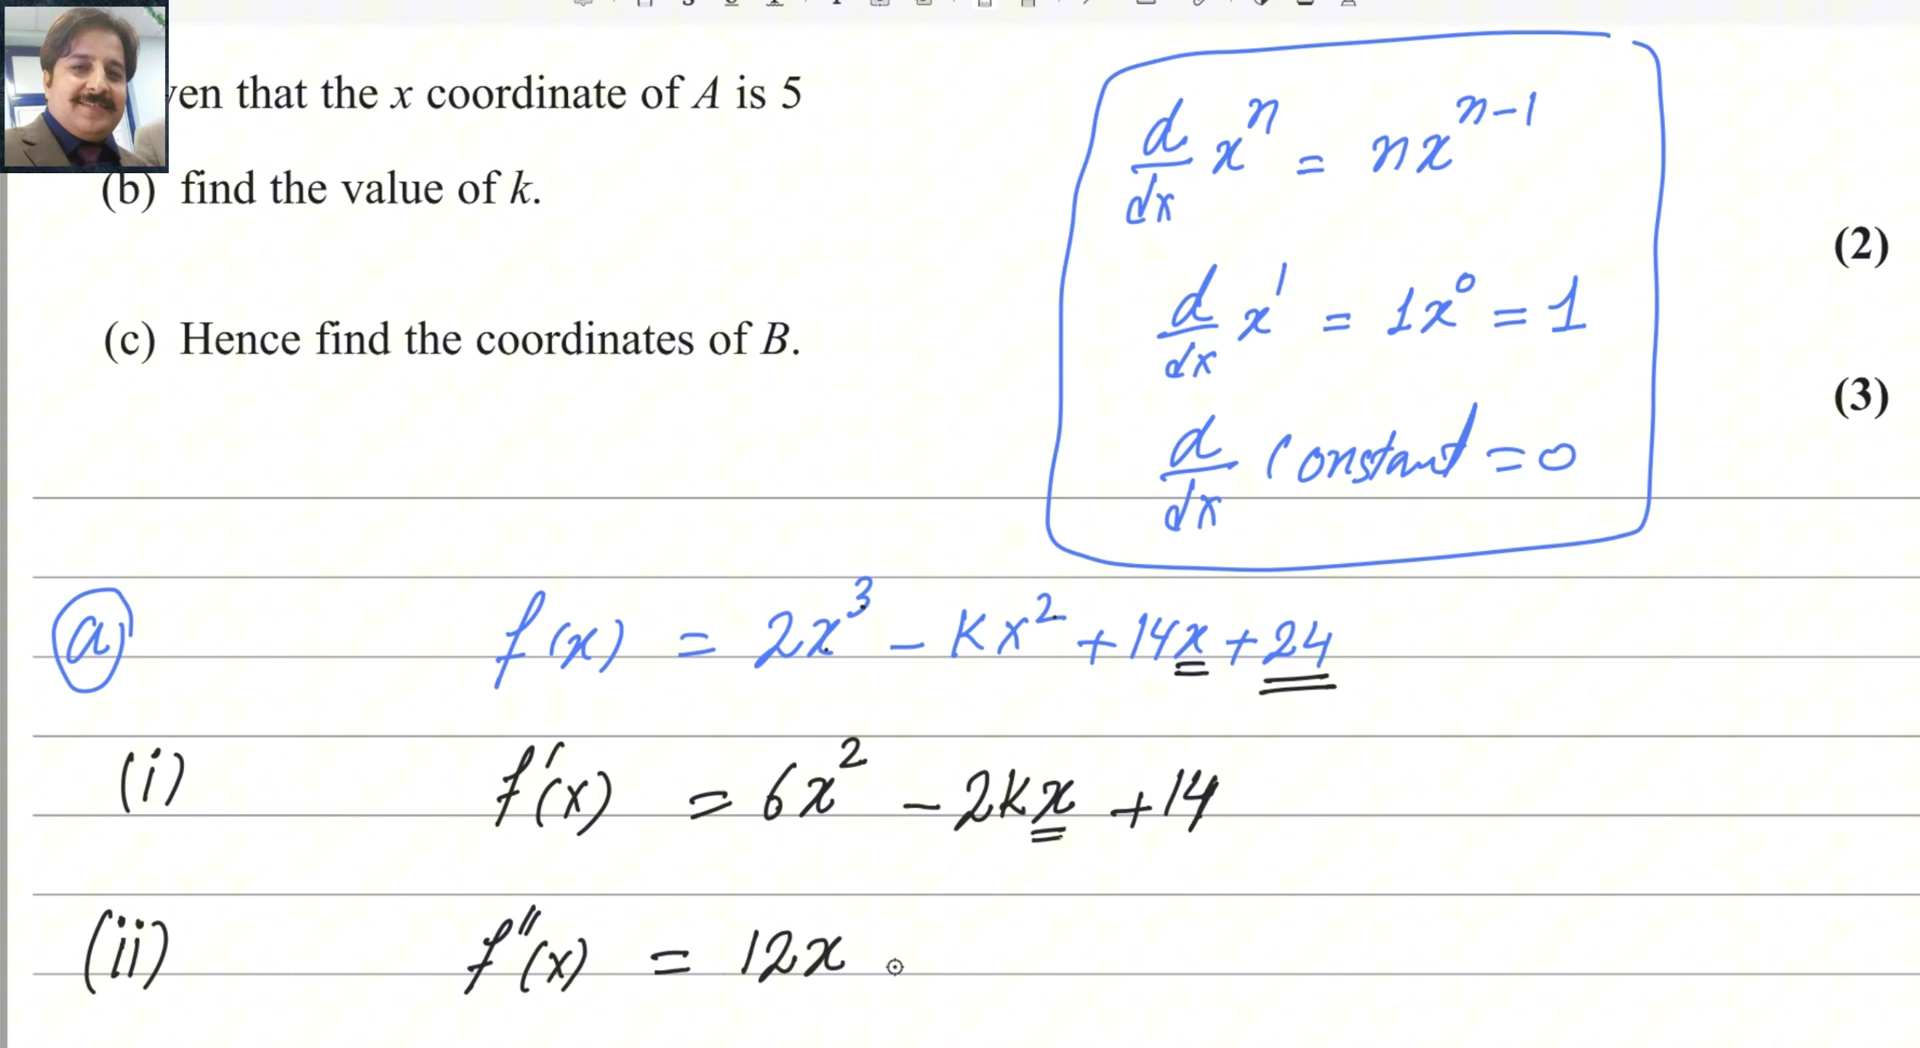 ven that the x coordinate of A is 5
(b) find the value of k.
(2)
(c) Hence find the coordinates of B.
(3)
d/dx x^n = nx^(n-1)
d/dx x^1 = 1x^0 = 1
d/dx constant = 0
(a) f(x) = 2x^3 - kx^2 + 14x + 24
(i) f'(x) = 6x^2 - 2kx + 14
(ii) f''(x) = 12x